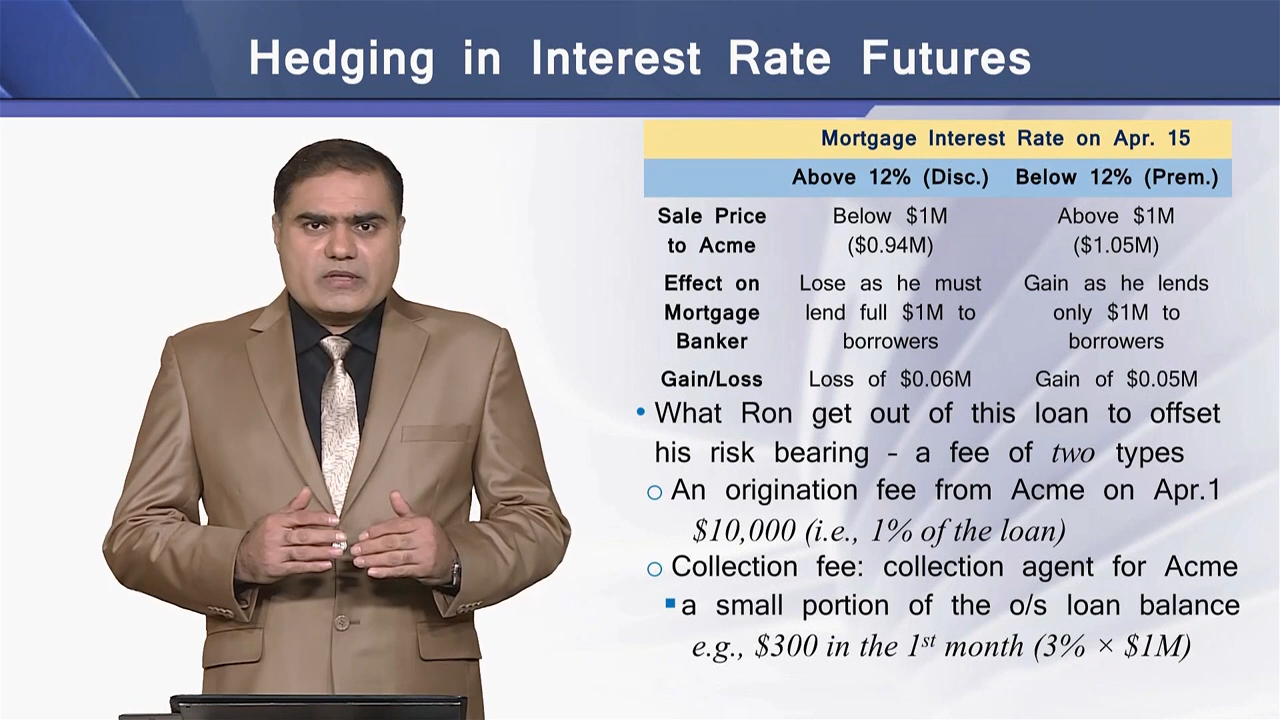 Hedging in Interest Rate Futures
Mortgage Interest Rate on Apr. 15
Above 12% (Disc.) Below 12% (Prem.)
Sale Price Below $1M Above $1M
to Acme ($0.94M) ($1.05M)
Effect on Lose as he must Gain as he lends
Mortgage lend full $1M to only $1M to
Banker borrowers borrowers
Gain/Loss Loss of $0.06M Gain of $0.05M
• What Ron get out of this loan to offset
his risk bearing - a fee of two types
o An origination fee from Acme on Apr.1
$10,000 (i.e., 1% of the loan)
o Collection fee: collection agent for Acme
▪ a small portion of the o/s loan balance
e.g., $300 in the 1st month (3% × $1M)